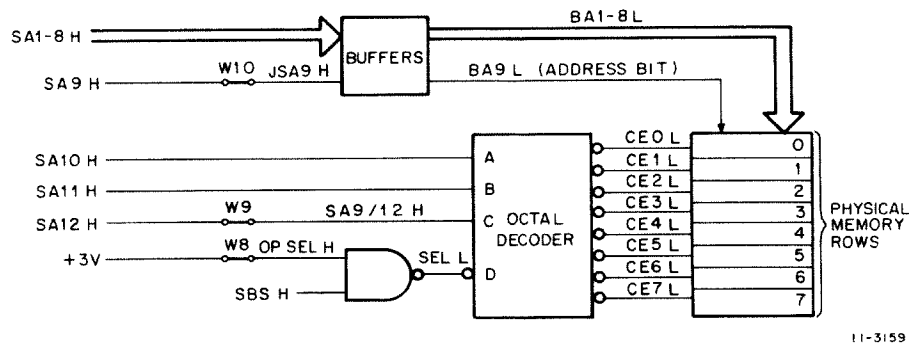 BA1-8 L
SA1-8 H
BUFFERS
W10
JSA9 H
SA9 H
BA9 L (ADDRESS BIT)
SA10 H
A
CE0 L
0
CE1 L
1
SA11 H
B
CE2 L
2
CE3 L
3
W9
SA9/12 H
SA12 H
C
OCTAL
DECODER
CE4 L
4
PHYSICAL
MEMORY
ROWS
W8
OP SEL H
+3V
SEL L
CE5 L
5
D
CE6 L
6
SBS H
CE7 L
7
11-3159